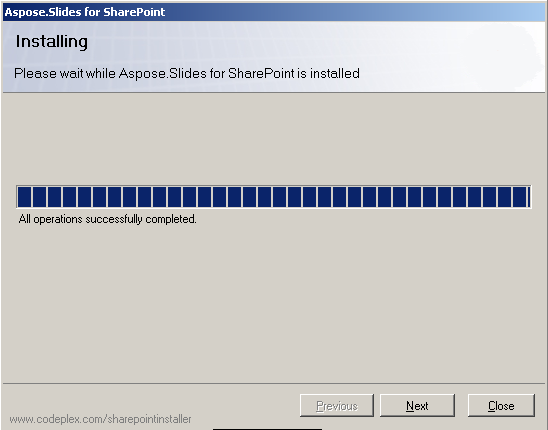 Aspose.Slides for SharePoint
Installing
Please wait while Aspose.Slides for SharePoint is installed
All operations successfully completed.
Previous Next Close
www.codeplex.com/sharepointinstaller